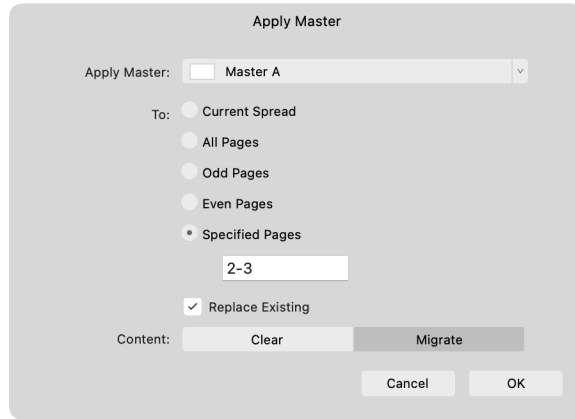 Apply Master
Apply Master: Master A
To: Current Spread
All Pages
Odd Pages
Even Pages
Specified Pages
2-3
Replace Existing
Content: Clear Migrate
Cancel OK